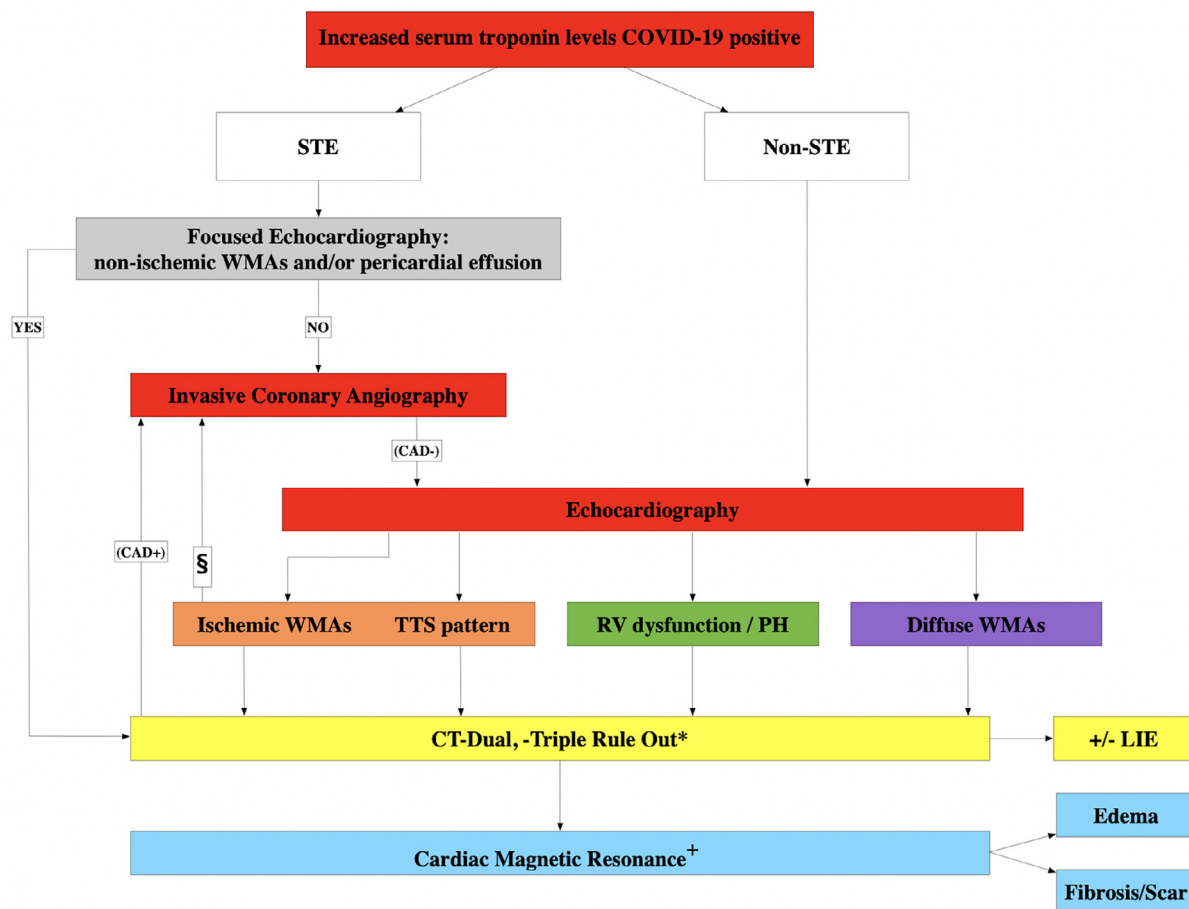 Increased serum troponin levels COVID-19 positive
STE
Non-STE
Focused Echocardiography:
non-ischemic WMAs and/or pericardial effusion
YES
NO
Invasive Coronary Angiography
(CAD-)
Echocardiography
(CAD+)
§
Ischemic WMAs
TTS pattern
RV dysfunction / PH
Diffuse WMAs
CT-Dual, -Triple Rule Out*
+/- LIE
Edema
Cardiac Magnetic Resonance+
Fibrosis/Scar